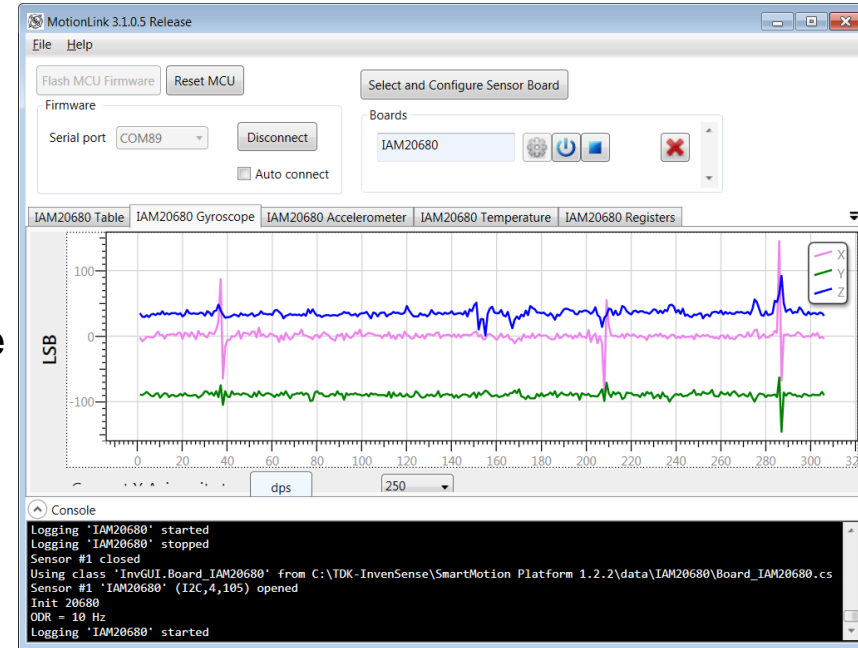 MotionLink 3.1.0.5 Release
File Help
Flash MCU Firmware Reset MCU Select and Configure Sensor Board
Firmware Boards
Serial port COM89 Disconnect IAM20680
Auto connect
IAM20680 Table IAM20680 Gyroscope IAM20680 Accelerometer IAM20680 Temperature IAM20680 Registers
X
Y
Z
100
0
-100
LSB
e
0 20 40 60 80 100 120 140 160 180 200 220 240 260 280 300 32
dps 250
Console
Logging 'IAM20680' started
Logging 'IAM20680' stopped
Sensor #1 closed
Using class 'InvGUI.Board_IAM20680' from C:\TDK-InvenSense\SmartMotion Platform 1.2.2\data\IAM20680\Board_IAM20680.cs
Sensor #1 'IAM20680' (I2C,4,105) opened
Init 20680
ODR = 10 Hz
Logging 'IAM20680' started